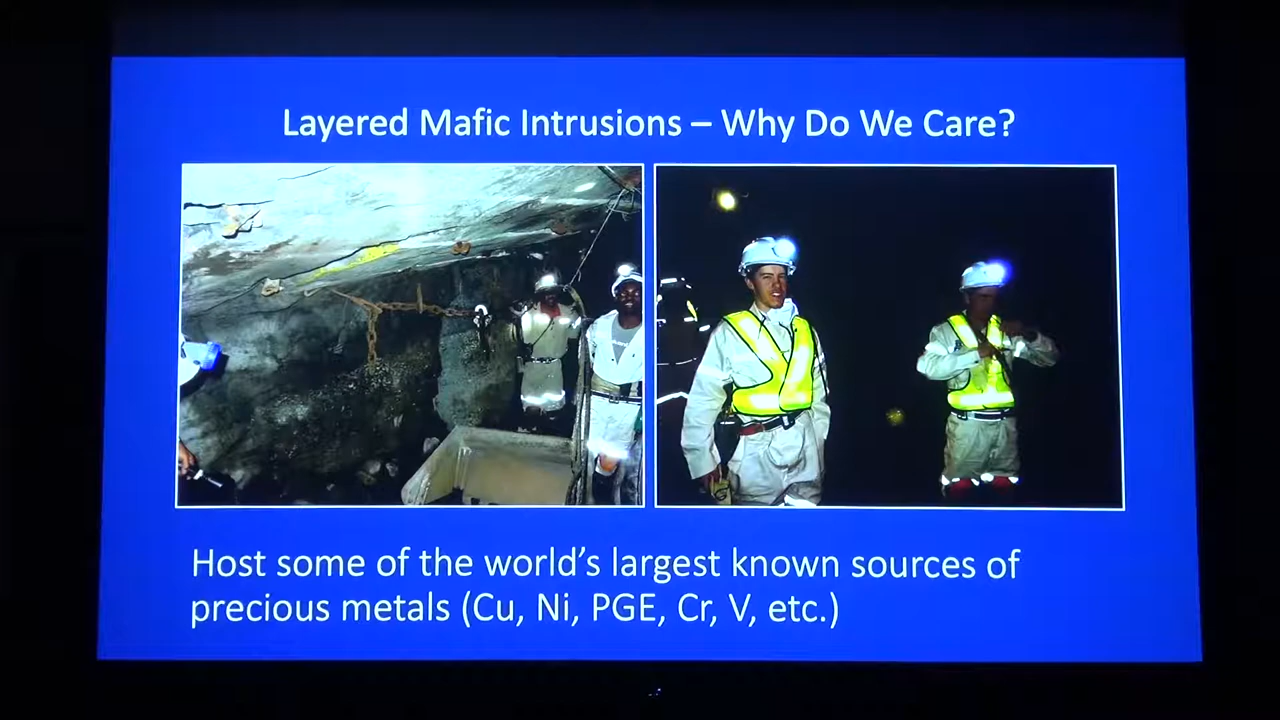 Layered Mafic Intrusions – Why Do We Care?
Host some of the world's largest known sources of
precious metals (Cu, Ni, PGE, Cr, V, etc.)